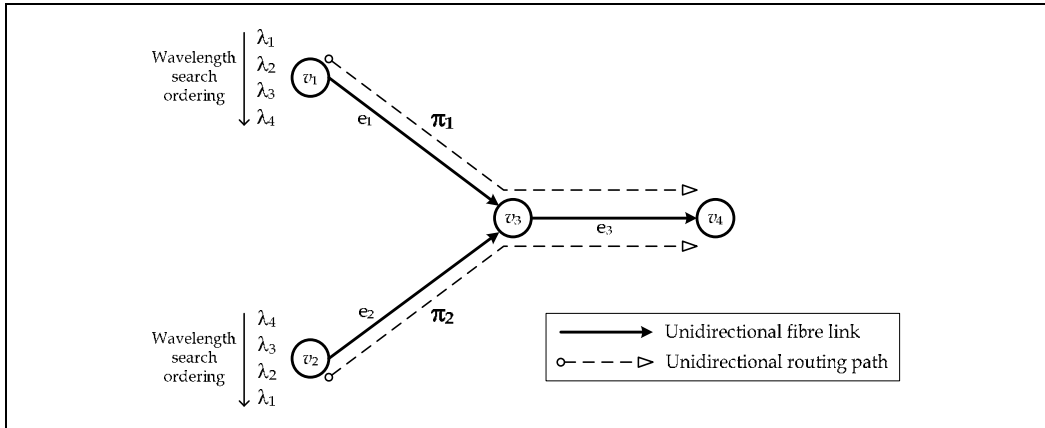 Wavelength
search
ordering
λ1
λ2
λ3
λ4
v1
e1
π1
v3
e3
v4
e2
π2
Wavelength
search
ordering
λ4
λ3
λ2
λ1
v2
Unidirectional fibre link
Unidirectional routing path